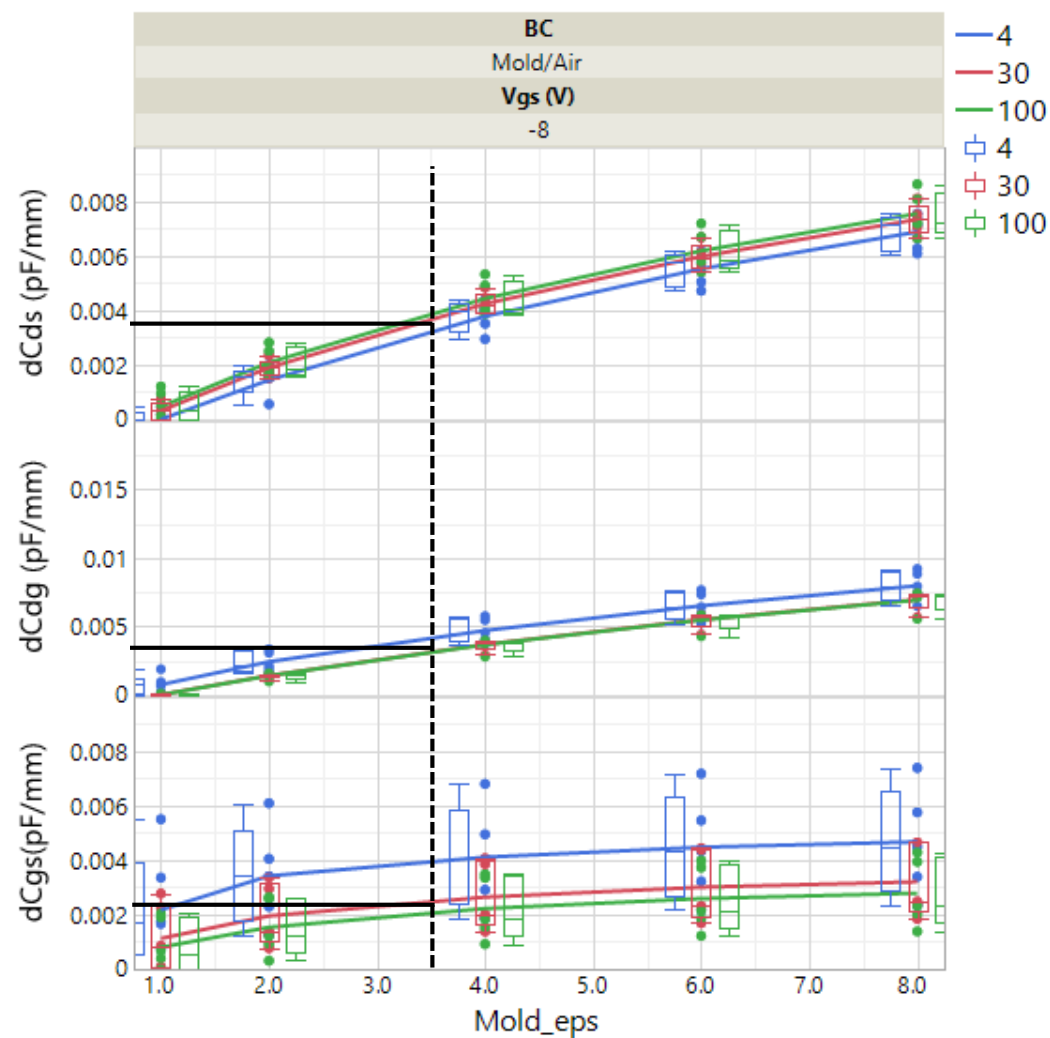 BC
Mold/Air
Vgs (V)
-8
4
30
100
4
30
100
dCds (pF/mm)
0.008
0.006
0.004
0.002
0
dCdg (pF/mm)
0.015
0.01
0.005
0
dCgs(pF/mm)
0.008
0.006
0.004
0.002
0
1.0 2.0 3.0 4.0 5.0 6.0 7.0 8.0
Mold_eps